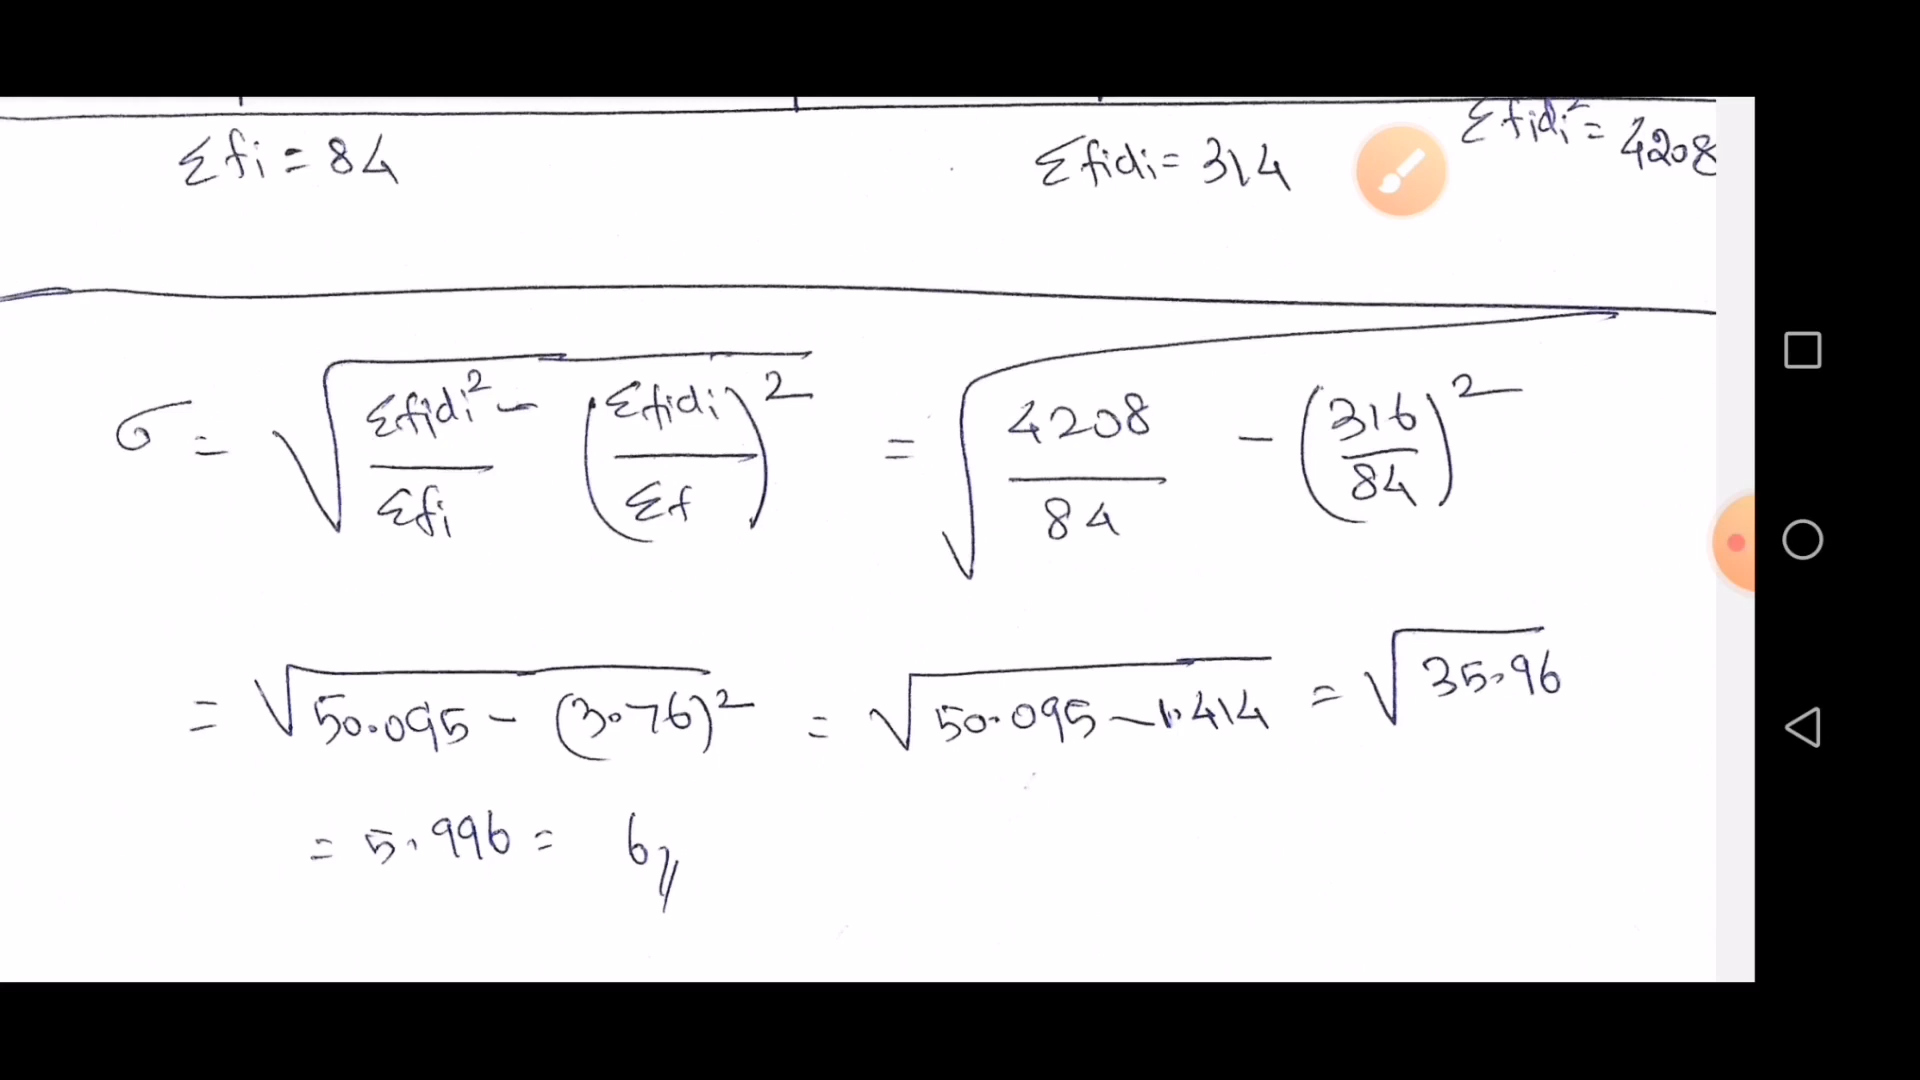 Σfi = 84 Σfidi = 314 Σfidi² = 4208
σ = √(Σfidi²/Σfi - (Σfidi/Σf)²) = √(4208/84 - (316/84)²)
= √(50.095 - (3.76)²) = √(50.095 - 1.414) = √35.96
= 5.996 = 6//